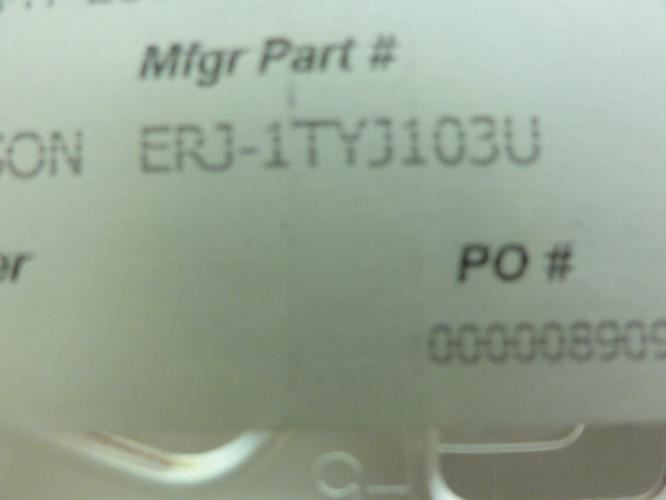 Mfgr Part #
ERJ-1TYJ103U
PO #
00000890